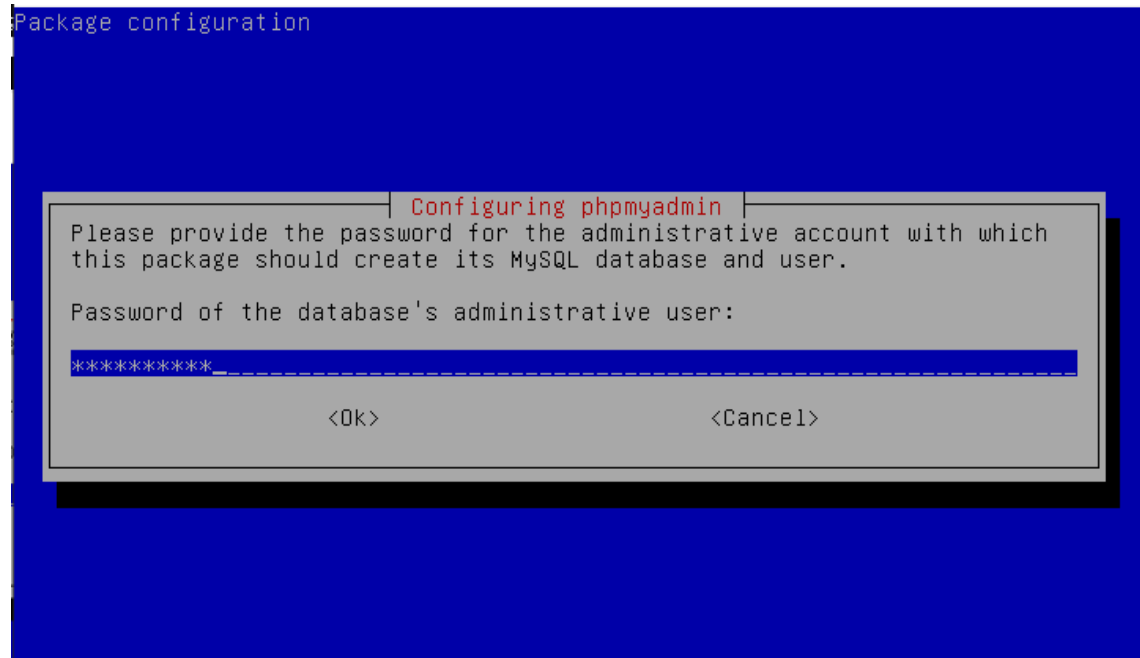 Package configuration
Configuring phpmyadmin
Please provide the password for the administrative account with which
this package should create its MySQL database and user.
Password of the database's administrative user:
**********_
<Ok> <Cancel>